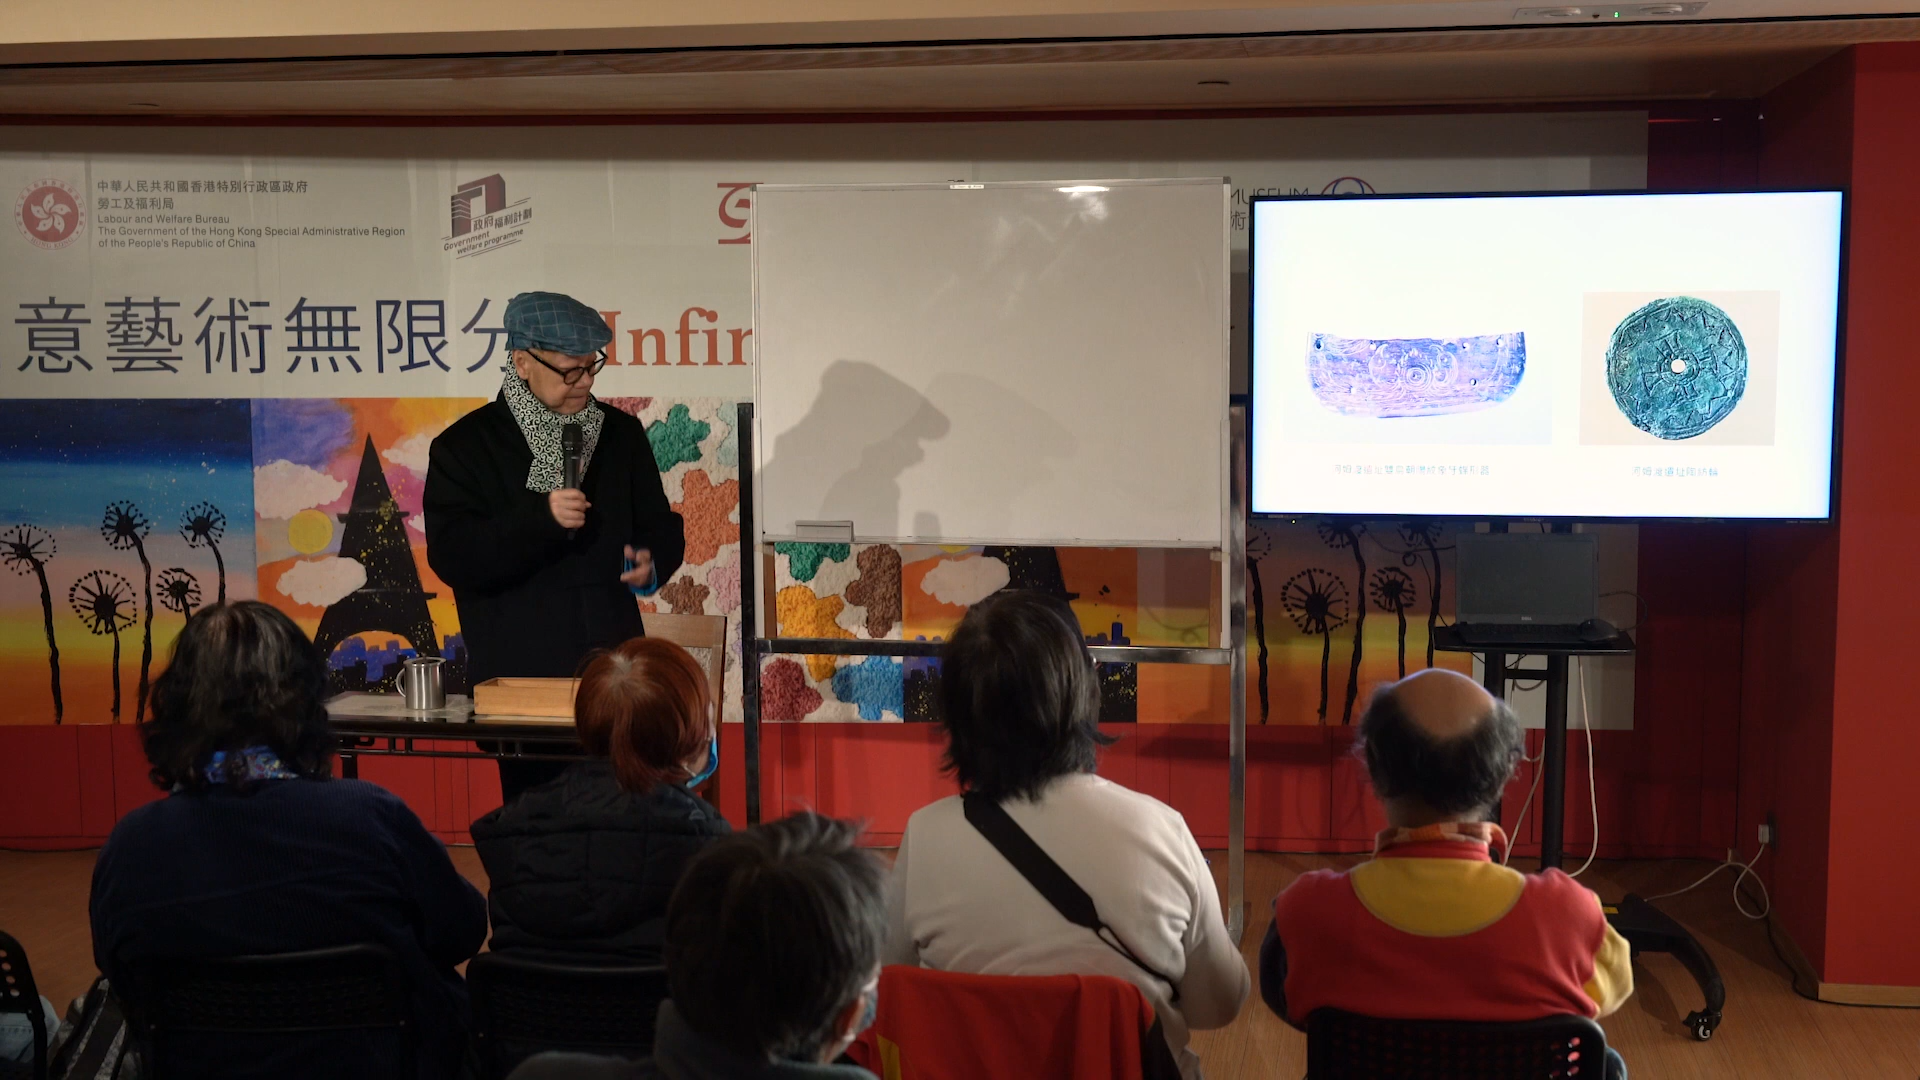 中華人民共和國香港特別行政區政府
勞工及福利局
Labour and Welfare Bureau
The Government of the Hong Kong Special Administrative Region
of the People's Republic of China
政府福利計劃
Government
welfare programme
MUSEUM
術
意藝術無限分
Infin